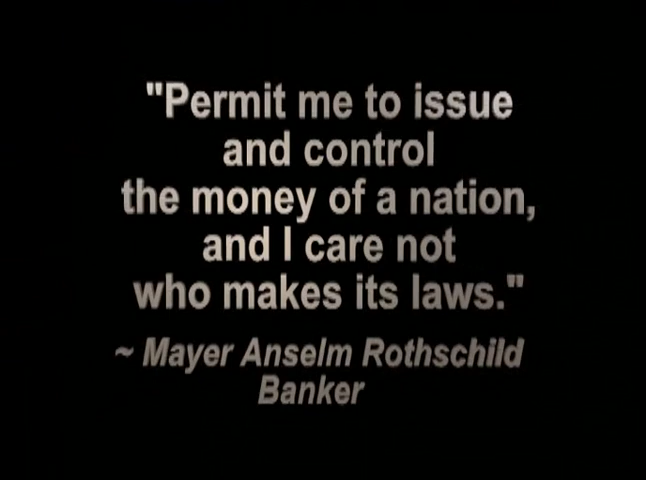 "Permit me to issue
and control
the money of a nation,
and I care not
who makes its laws."
~ Mayer Anselm Rothschild
Banker